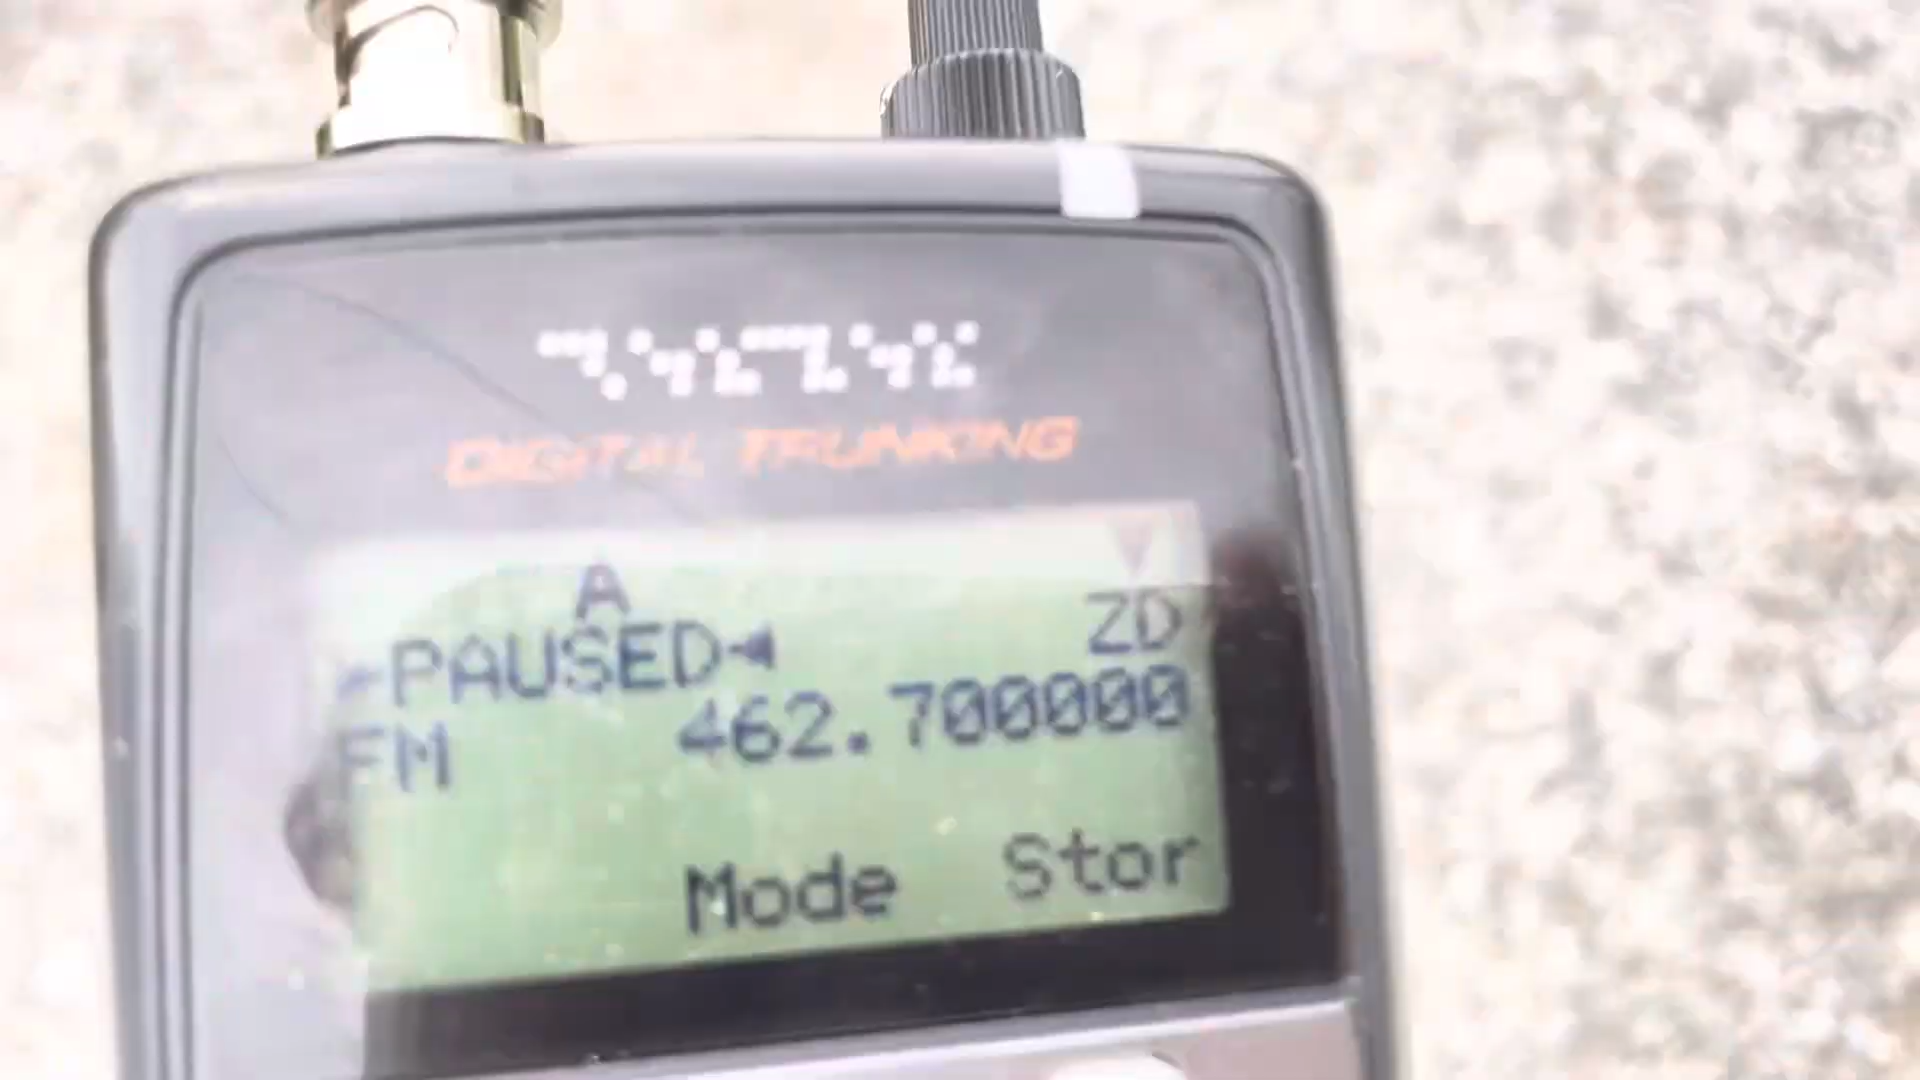 DIGITAL TRUNKING
A
►PAUSED◄ ZD
FM 462.700000
Mode Stor